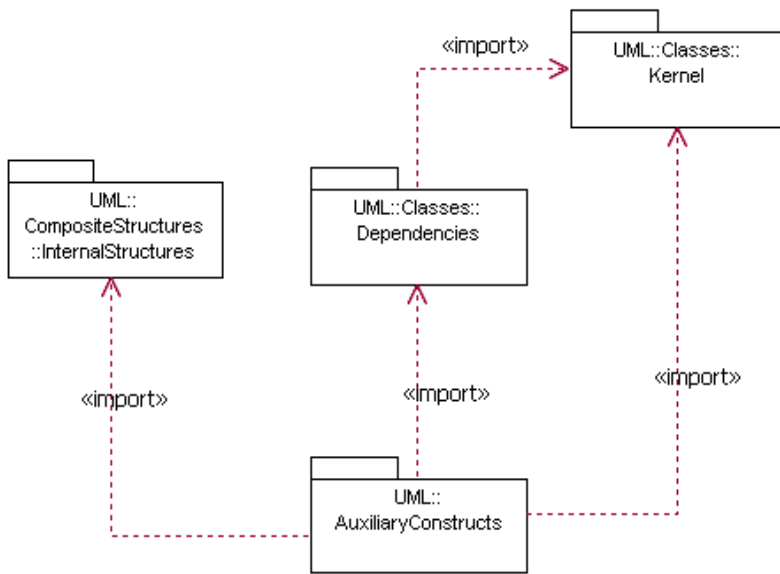 «import»
UML::Classes::
Kernel
UML::
CompositeStructures
::InternalStructures
UML::Classes::
Dependencies
«import»
«import»
«import»
UML::
AuxiliaryConstructs